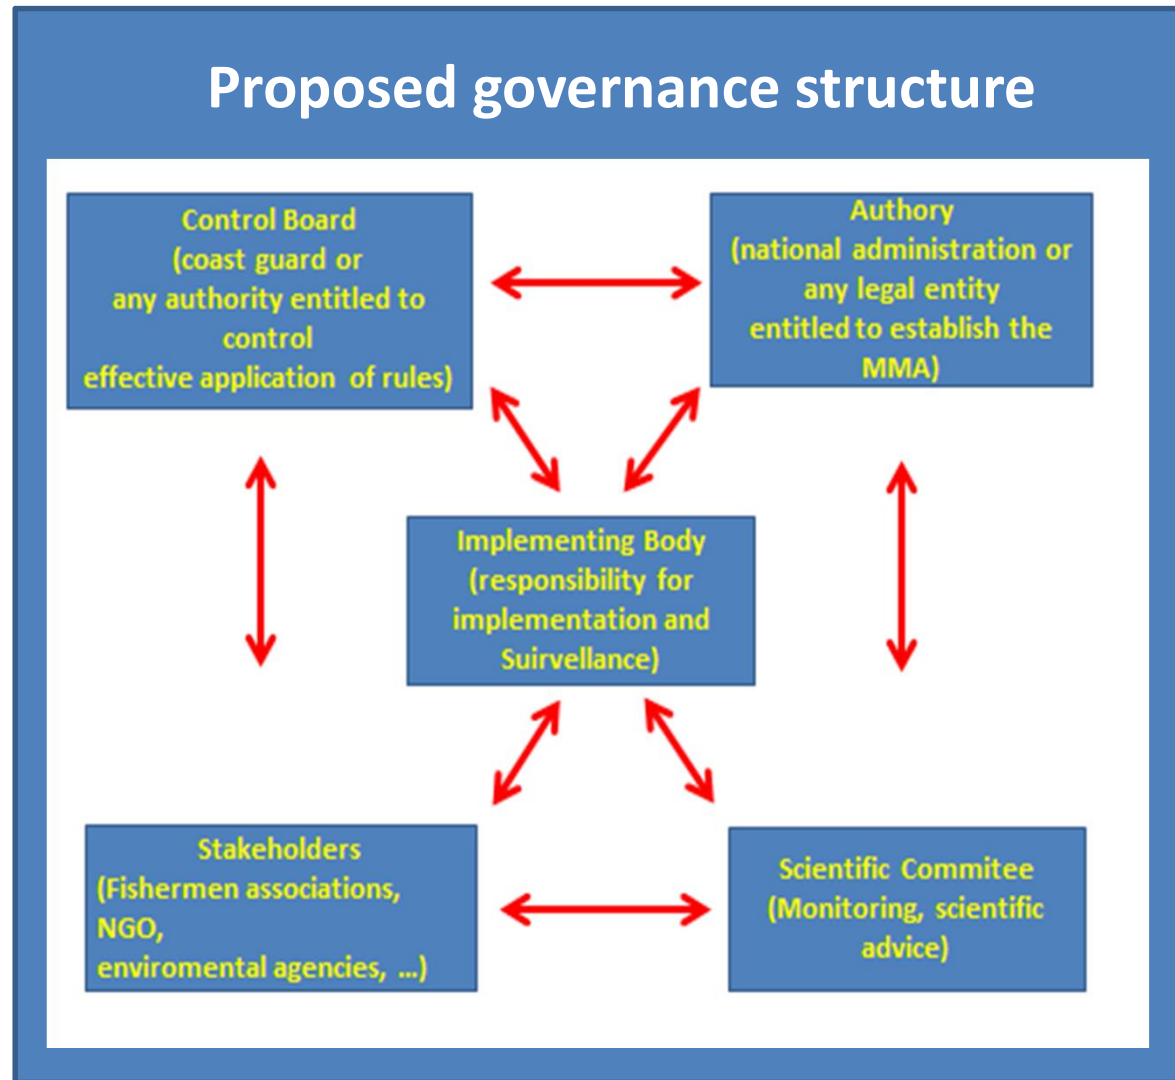 Proposed governance structure
Control Board
(coast guard or
any authority entitled to
control
effective application of rules)
Authory
(national administration or
any legal entity
entitled to establish the
MMA)
Implementing Body
(responsibility for
implementation and
Suirvellance)
Stakeholders
(Fishermen associations,
NGO,
enviromental agencies, ...)
Scientific Commitee
(Monitoring, scientific
advice)